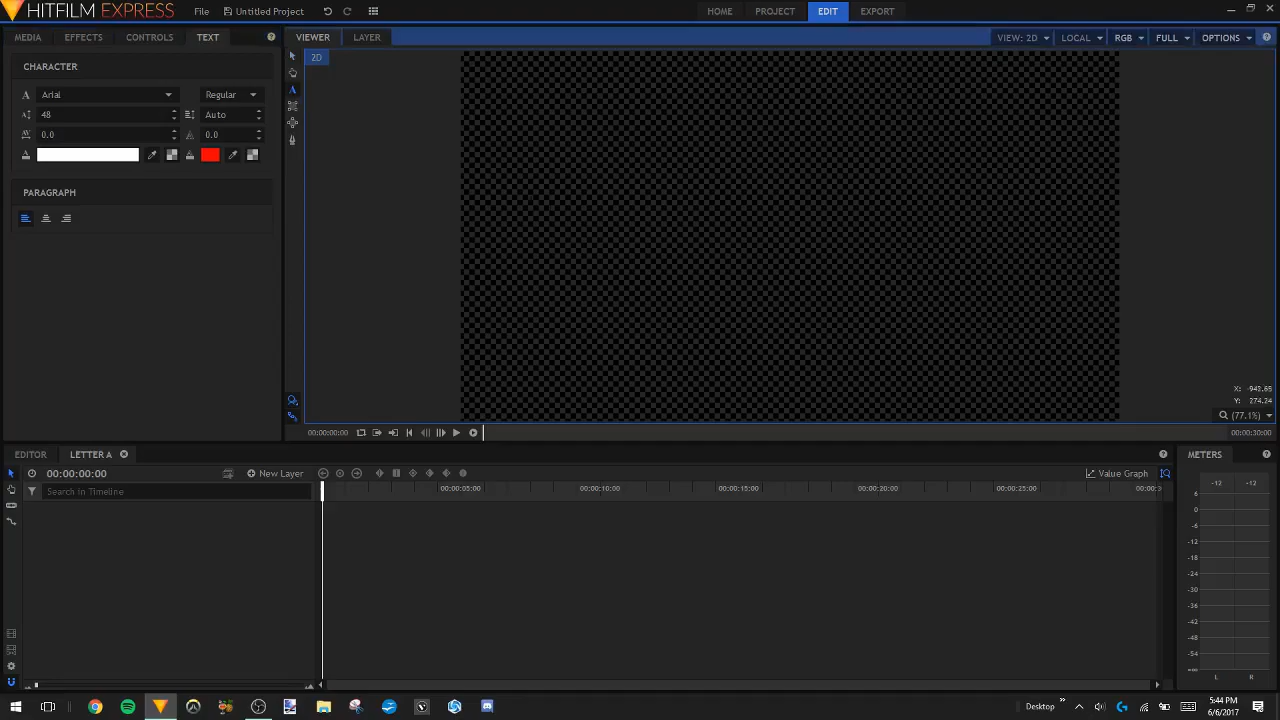 HITFILM EXPRESS File Untitled Project HOME PROJECT EDIT EXPORT
MEDIA EFFECTS CONTROLS TEXT ?
VIEWER LAYER VIEW: 2D LOCAL RGB FULL OPTIONS ?
2D
CHARACTER
Arial Regular
48 Auto
0.0 0.0
PARAGRAPH
X: -942.65
Y: 274.24
(77.1%)
00:00:00:00 00:00:30:00
EDITOR LETTER A ?
METERS ?
00:00:00:00 New Layer Value Graph
Search in Timeline
00:00:05:00 00:00:10:00 00:00:15:00 00:00:20:00 00:00:25:00 00:00:3
-12 -12
6
0
-6
-12
-18
-24
-30
-36
-42
-48
-54
-∞
L R
Desktop
5:44 PM
6/6/2017